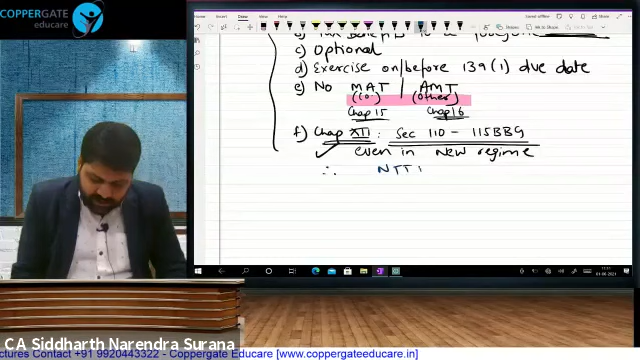 COPPERGATE
educare
c) Optional
d) Exercise on/before 139(1) due date
e) No MAT | AMT
(Co.) (Other)
Chap 15 Chap 16
f) Chap XII : Sec 110 - 115BBG
even in New regime
∴ NTT
CA Siddharth Narendra Surana
ctures Contact +91 9920443322 - Coppergate Educare [www.coppergateeducare.in]